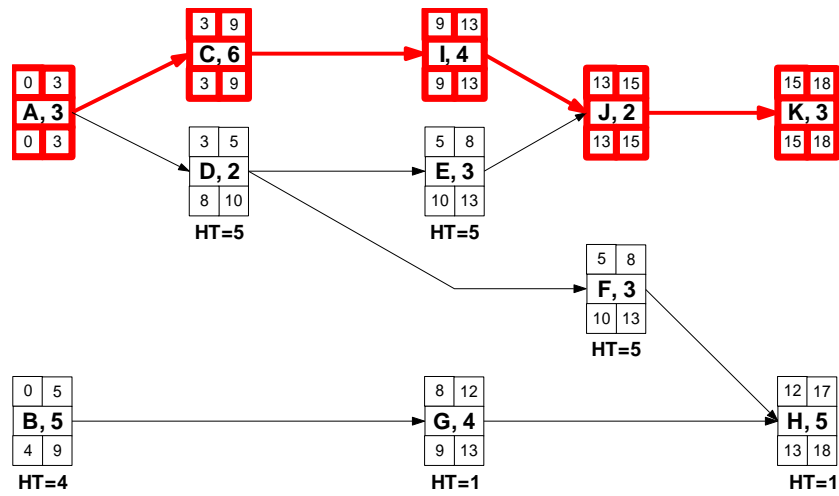 3 9
C, 6
3 9
9 13
I, 4
9 13
0 3
A, 3
0 3
13 15
J, 2
13 15
15 18
K, 3
15 18
3 5
D, 2
8 10
HT=5
5 8
E, 3
10 13
HT=5
5 8
F, 3
10 13
HT=5
0 5
B, 5
4 9
HT=4
8 12
G, 4
9 13
HT=1
12 17
H, 5
13 18
HT=1